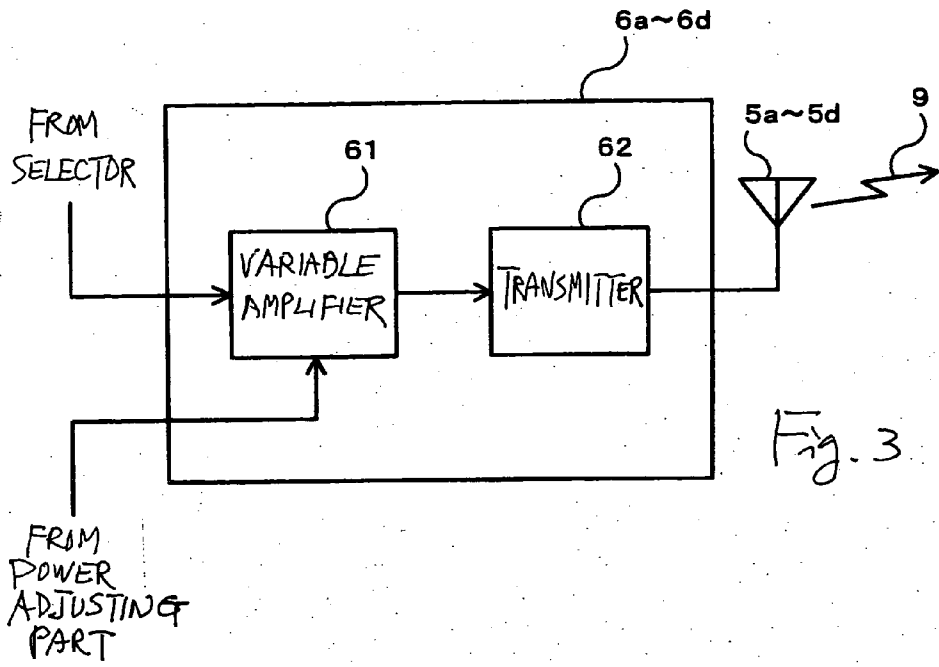 6a~6d
FROM
SELECTOR
5a~5d
9
61
62
VARIABLE
AMPLIFIER
TRANSMITTER
Fig. 3
FROM
POWER
ADJUSTING
PART